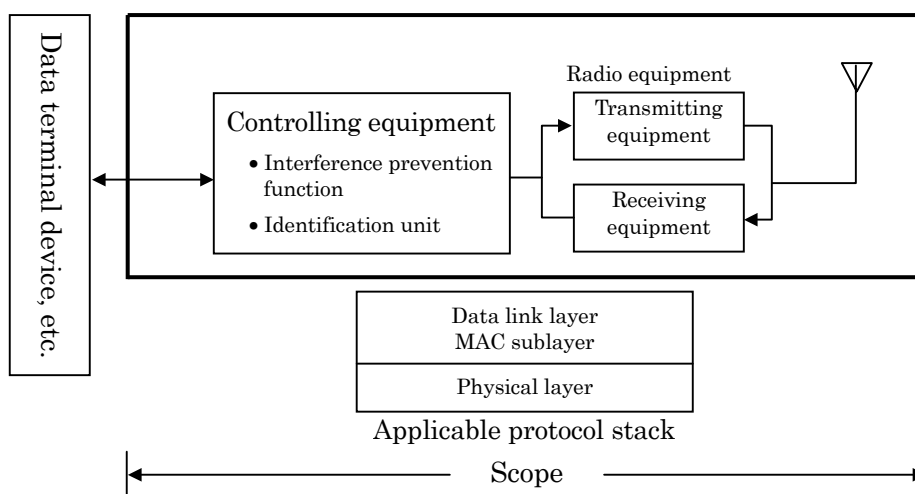 Data terminal device, etc.
Controlling equipment
• Interference prevention
function
• Identification unit
Radio equipment
Transmitting
equipment
Receiving
equipment
Data link layer
MAC sublayer
Physical layer
Applicable protocol stack
Scope